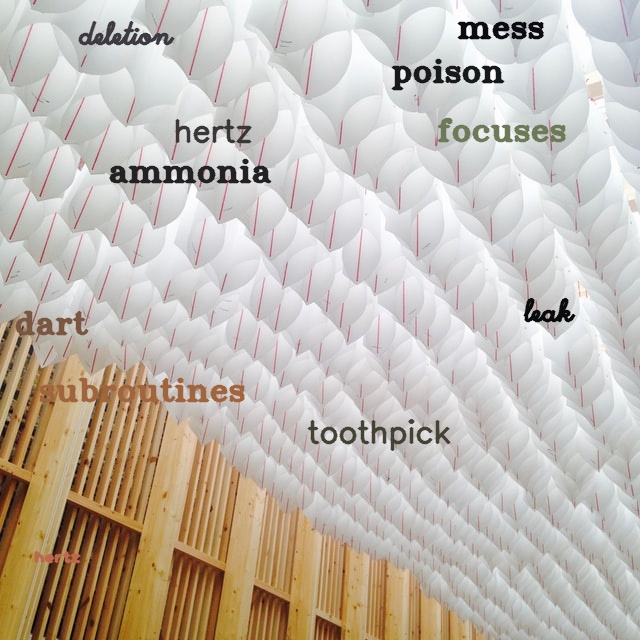 deletion
mess
poison
hertz
focuses
ammonia
leak
dart
subroutines
toothpick
hertz